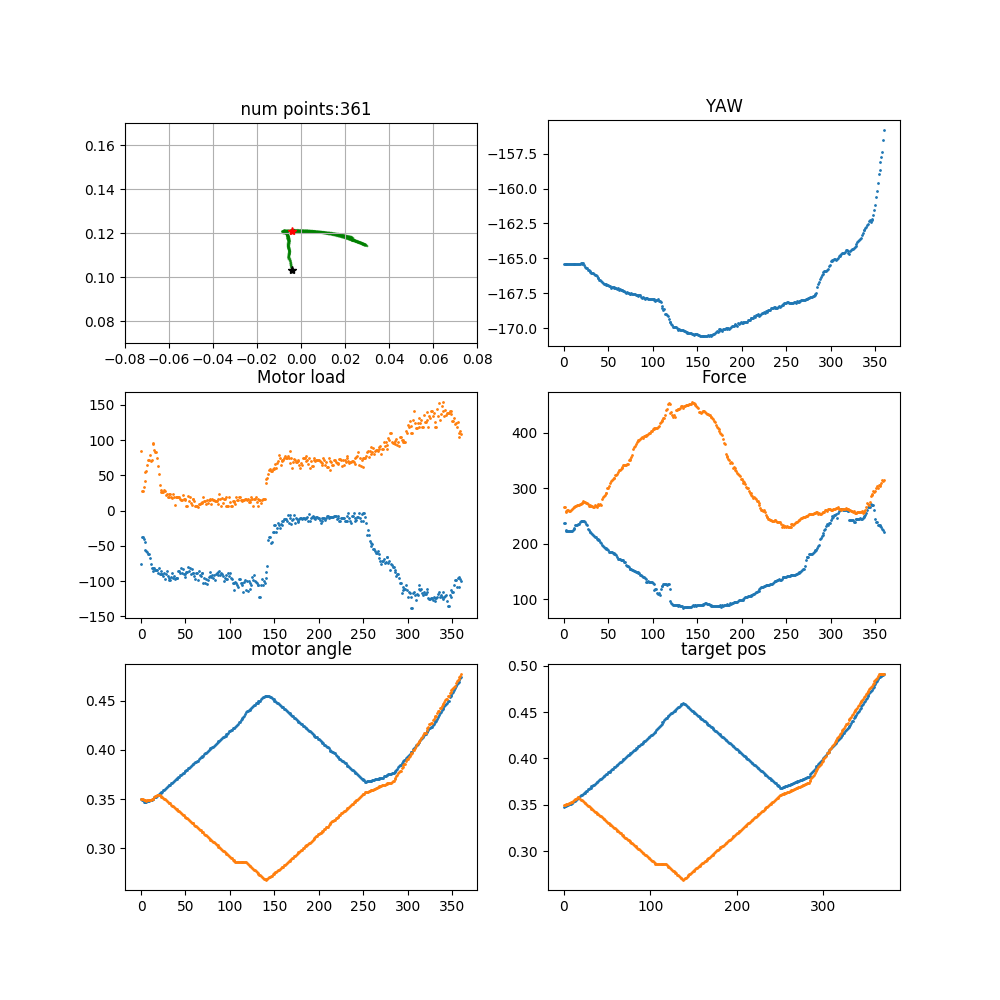 num points:361
YAW
0.16
0.14
0.12
0.10
0.08
−0.08 −0.06 −0.04 −0.02 0.00 0.02 0.04 0.06 0.08
−157.5
−160.0
−162.5
−165.0
−167.5
−170.0
0 50 100 150 200 250 300 350
Motor load
Force
150
100
50
0
−50
−100
−150
0 50 100 150 200 250 300 350
400
300
200
100
0 50 100 150 200 250 300 350
motor angle
target pos
0.45
0.40
0.35
0.30
0 50 100 150 200 250 300 350
0.50
0.45
0.40
0.35
0.30
0 100 200 300